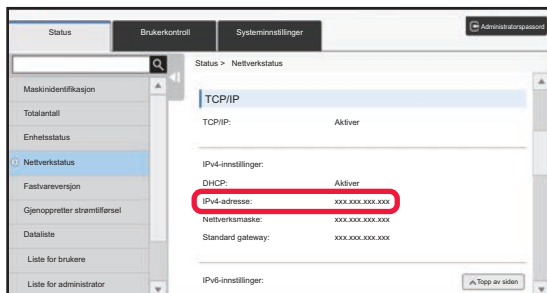 Status
Brukerkontroll
Systeminnstillinger
Administratorspassord
Status > Nettverkstatus
Maskinidentifikasjon
Totalantall
Enhetsstatus
Nettverkstatus
Fastvareversjon
Gjenoppretter strømtilførsel
Dataliste
Liste for brukere
Liste for administrator
TCP/IP
TCP/IP: Aktiver
IPv4-innstillinger:
DHCP: Aktiver
IPv4-adresse: xxx.xxx.xxx.xxx
Nettverksmaske: xxx.xxx.xxx.xxx
Standard gateway: xxx.xxx.xxx.xxx
IPv6-innstillinger:
Topp av siden